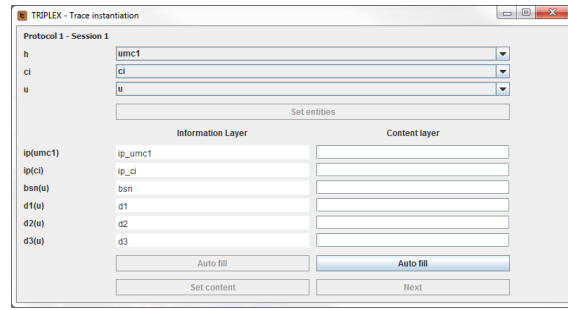 TRIPLEX - Trace instantiation
Protocol 1 - Session 1
h umc1
ci ci
u u
Set entities
Information Layer Content layer
ip(umc1) ip_umc1
ip(ci) ip_ci
bsn(u) bsn
d1(u) d1
d2(u) d2
d3(u) d3
Auto fill Auto fill
Set content Next